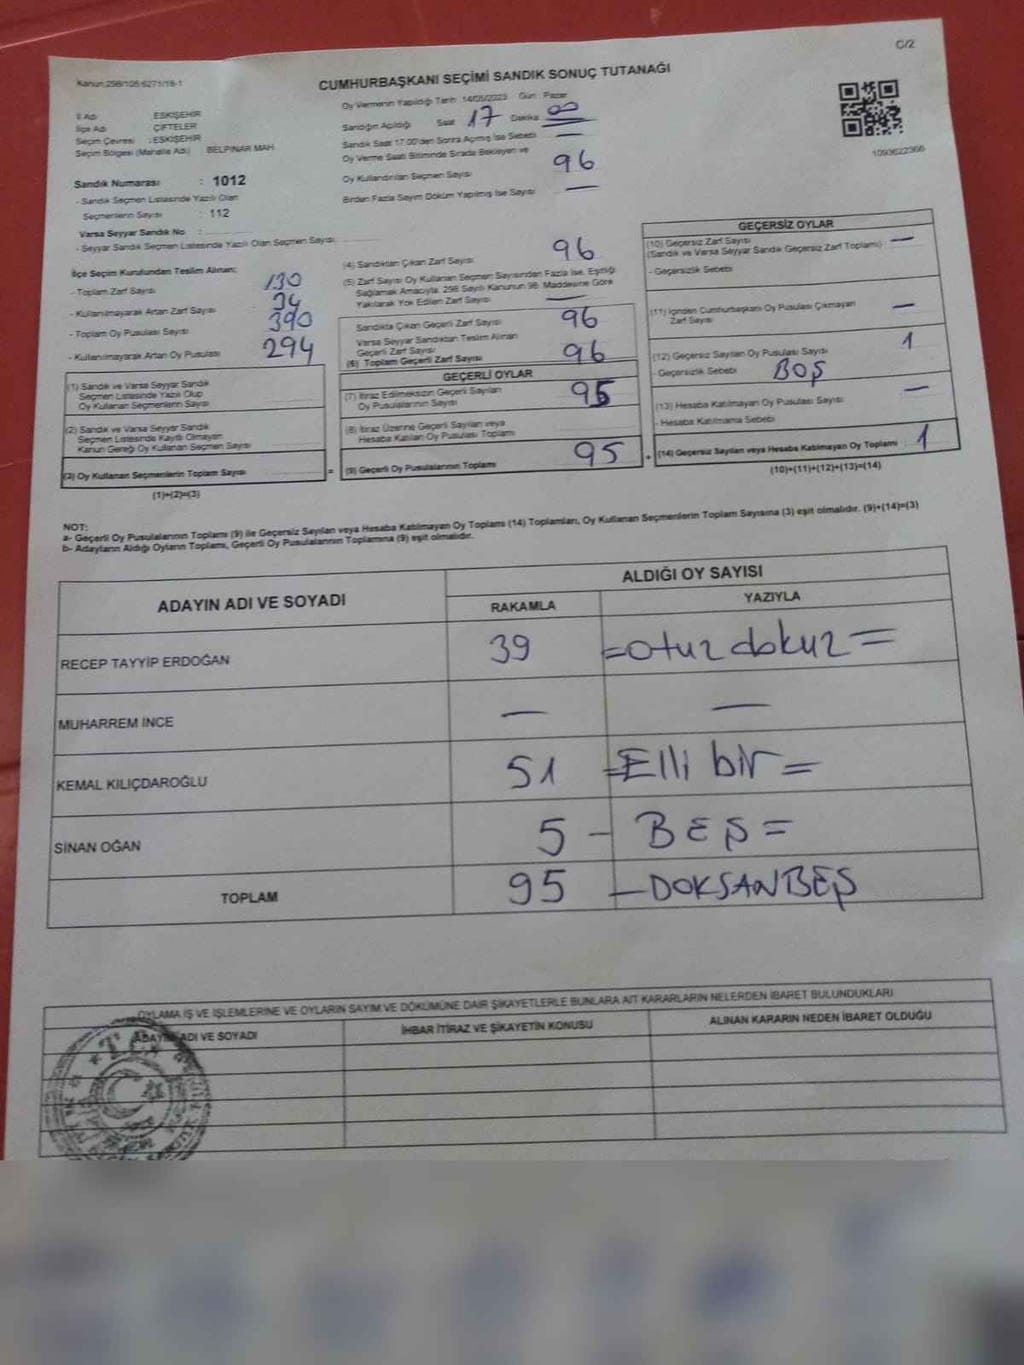 C/2
Kanun:298/105 6271/18-1
CUMHURBAŞKANI SEÇİMİ SANDIK SONUÇ TUTANAĞI
Oy Vermenin Yapıldığı Tarih :14/05/2023 Gün : Pazar
İl Adı : ESKİŞEHİR
İlçe Adı : ÇİFTELER
Seçim Çevresi : ESKİŞEHİR
Seçim Bölgesi (Mahalle Adı) : BELPINAR MAH.
Sandık Numarası : 1012
- Sandık Seçmen Listesinde Yazılı Olan
Seçmenlerin Sayısı : 112
Varsa Seyyar Sandık No :
- Seyyar Sandık Seçmen Listesinde Yazılı Olan Seçmen Sayısı:
Sandığın Açıldığı Saat 17 Dakika 00
Sandık Saat 17.00'den Sonra Açmış İse Sebebi —
Oy Verme Saati Bitiminde Sırada Bekleyen ve
Oy Kullandırılan Seçmen Sayısı 96
Birden Fazla Sayım Döküm Yapılmış İse Sayısı —
1093622366
İlçe Seçim Kurulundan Teslim Alınan;
- Toplam Zarf Sayısı 130
- Kullanılmayarak Artan Zarf Sayısı 34
- Toplam Oy Pusulası Sayısı 390
- Kullanılmayarak Artan Oy Pusulası 294
(4) Sandıktan Çıkan Zarf Sayısı 96
(5) Zarf Sayısı Oy Kullanan Seçmen Sayısından Fazla İse, Eşitliği
Sağlamak Amacıyla, 298 Sayılı Kanunun 98. Maddesine Göre
Yakılarak Yok Edilen Zarf Sayısı —
Sandıkta Çıkan Geçerli Zarf Sayısı 96
Varsa Seyyar Sandıktan Teslim Alınan
Geçerli Zarf Sayısı
(6) Toplam Geçerli Zarf Sayısı 96
GEÇERLİ OYLAR
(7) İtiraz Edilmeksizin Geçerli Sayılan
Oy Pusulalarının Sayısı 95
(8) İtiraz Üzerine Geçerli Sayılan veya
Hesaba Katılan Oy Pusulası Toplamı
(9) Geçerli Oy Pusulalarının Toplamı 95
GEÇERSİZ OYLAR
(10) Geçersiz Zarf Sayısı —
(Sandık ve Varsa Seyyar Sandık Geçersiz Zarf Toplamı)
- Geçersizlik Sebebi
(11) İçinden Cumhurbaşkanı Oy Pusulası Çıkmayan
Zarf Sayısı —
(12) Geçersiz Sayılan Oy Pusulası Sayısı 1
- Geçersizlik Sebebi BOŞ
(13) Hesaba Katılmayan Oy Pusulası Sayısı —
- Hesaba Katılmama Sebebi
(14) Geçersiz Sayılan veya Hesaba Katılmayan Oy Toplamı 1
(10)+(11)+(12)+(13)=(14)
(1) Sandık ve Varsa Seyyar Sandık
Seçmen Listesinde Yazılı Olup
Oy Kullanan Seçmenlerin Sayısı
(2) Sandık ve Varsa Seyyar Sandık
Seçmen Listesinde Kayıtlı Olmayan
Kanun Gereği Oy Kullanan Seçmen Sayısı
(3) Oy Kullanan Seçmenlerin Toplam Sayısı
=
+
(1)+(2)=(3)
NOT:
a- Geçerli Oy Pusulalarının Toplamı (9) ile Geçersiz Sayılan veya Hesaba Katılmayan Oy Toplamı (14) Toplamları, Oy Kullanan Seçmenlerin Toplam Sayısına (3) eşit olmalıdır. (9)+(14)=(3)
b- Adayların Aldığı Oyların Toplamı, Geçerli Oy Pusulalarının Toplamına (9) eşit olmalıdır.
ADAYIN ADI VE SOYADI
ALDIĞI OY SAYISI
RAKAMLA YAZIYLA
RECEP TAYYİP ERDOĞAN 39 =otuz dokuz=
MUHARREM İNCE — —
KEMAL KILIÇDAROĞLU 51 =Elli bir=
SİNAN OĞAN 5 - BEŞ=
TOPLAM 95 —DOKSANBEŞ
OYLAMA İŞ VE İŞLEMLERİNE VE OYLARIN SAYIM VE DÖKÜMÜNE DAİR ŞİKAYETLERLE BUNLARA AİT KARARLARIN NELERDEN İBARET BULUNDUKLARI
ADAYIN ADI VE SOYADI İHBAR İTİRAZ VE ŞİKAYETİN KONUSU ALINAN KARARIN NEDEN İBARET OLDUĞU